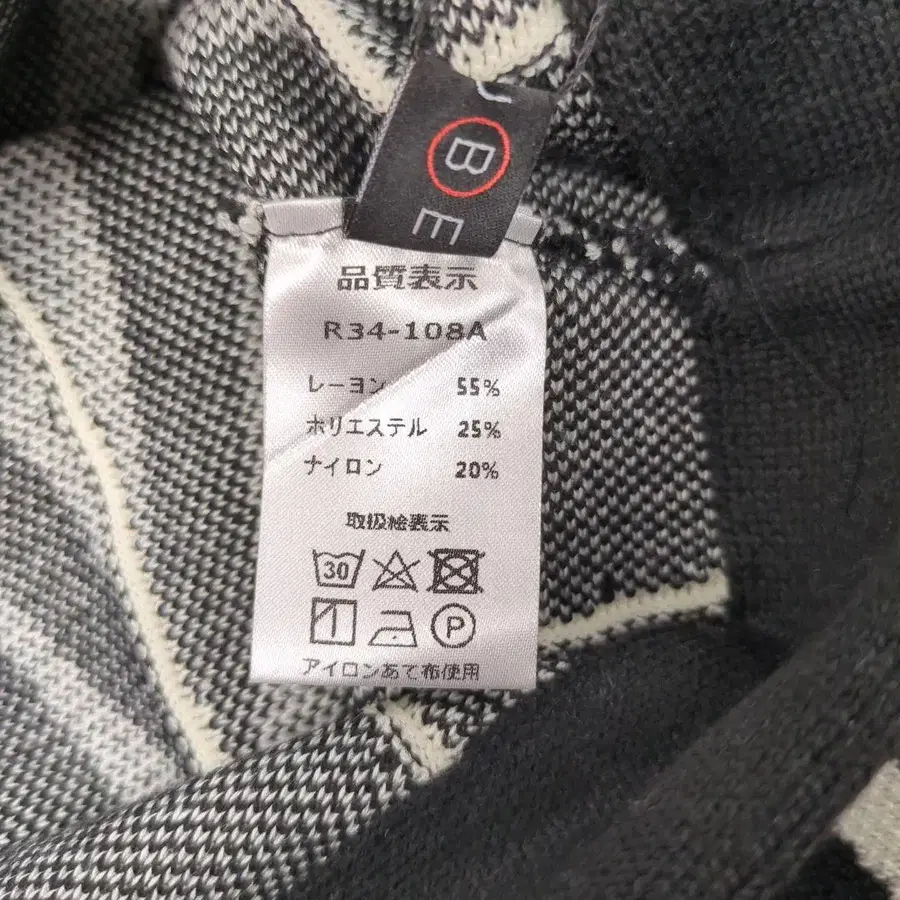 B
E
品質表示
R34-108A
レーヨン 55%
ポリエステル 25%
ナイロン 20%
取扱絵表示
30
P
アイロンあて布使用